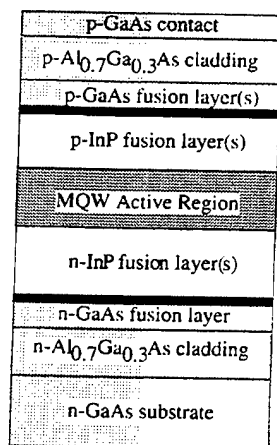 p-GaAs contact
p-Al0.7Ga0.3As cladding
p-GaAs fusion layer(s)
p-InP fusion layer(s)
MQW Active Region
n-InP fusion layer(s)
n-GaAs fusion layer
n-Al0.7Ga0.3As cladding
n-GaAs substrate